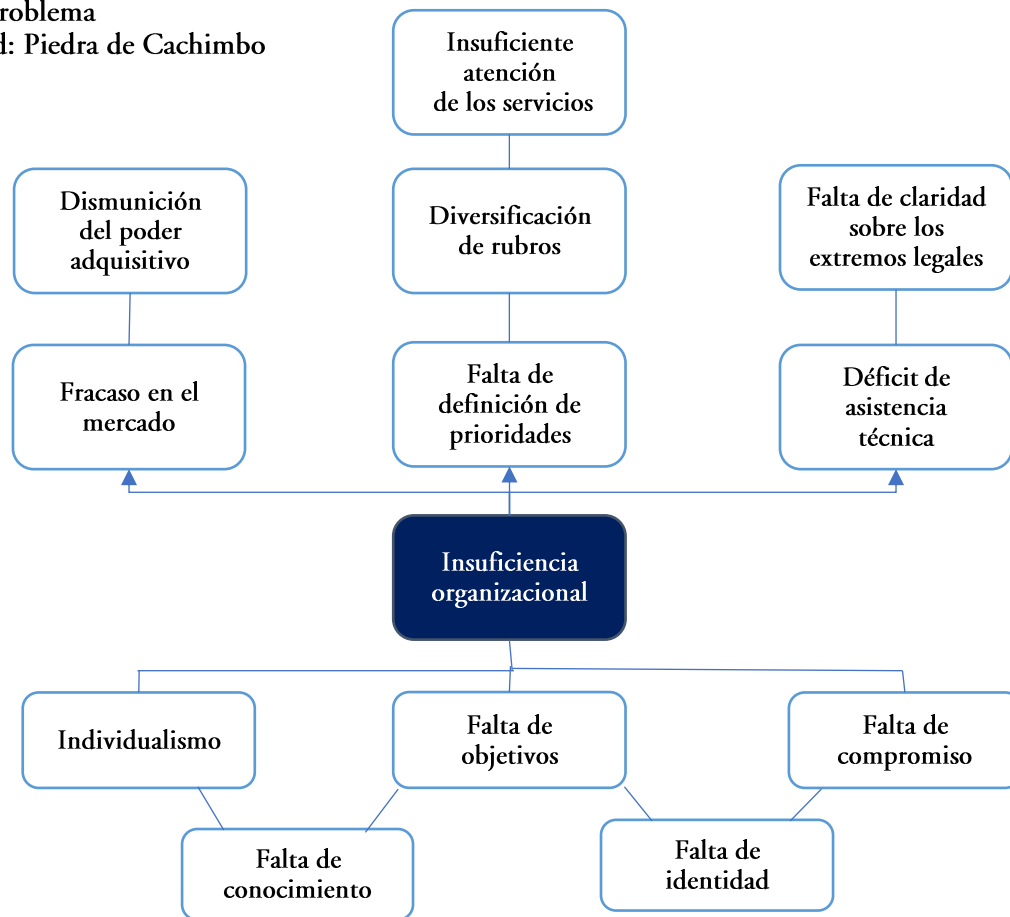 roblema
d: Piedra de Cachimbo
Insuficiente
atención
de los servicios
Dismunición
del poder
adquisitivo
Diversificación
de rubros
Falta de claridad
sobre los
extremos legales
Fracaso en el
mercado
Falta de
definición de
prioridades
Déficit de
asistencia
técnica
Insuficiencia
organizacional
Individualismo
Falta de
objetivos
Falta de
compromiso
Falta de
conocimiento
Falta de
identidad